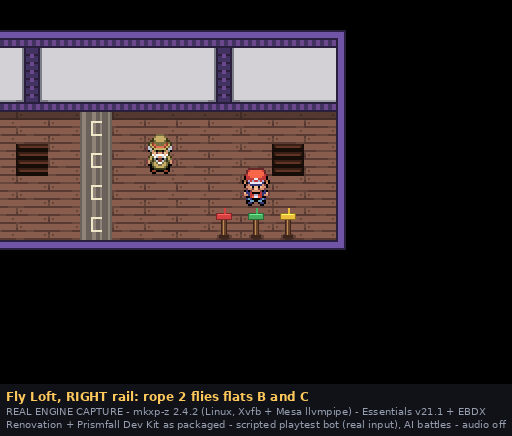 Fly Loft, RIGHT rail: rope 2 flies flats B and C
REAL ENGINE CAPTURE - mkxp-z 2.4.2 (Linux, Xvfb + Mesa llvmpipe) - Essentials v21.1 + EBDX
Renovation + Prismfall Dev Kit as packaged - scripted playtest bot (real input), AI battles - audio off